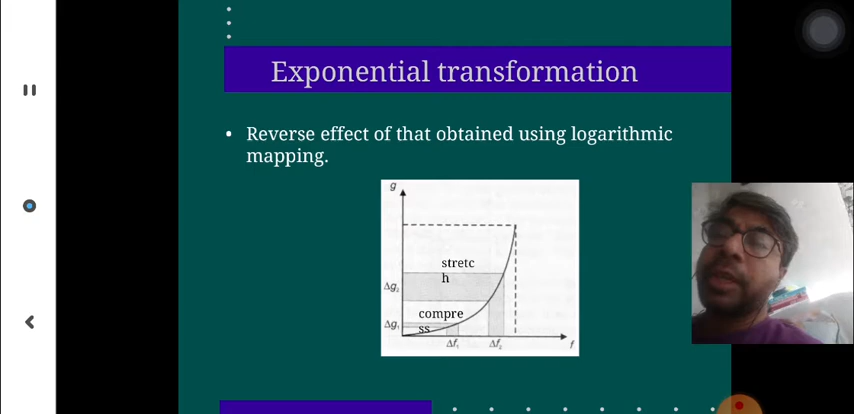 Exponential transformation
• Reverse effect of that obtained using logarithmic
mapping.
g
stretc
h
Δg₂
compre
ss
Δg₁
Δf₁ Δf₂ f